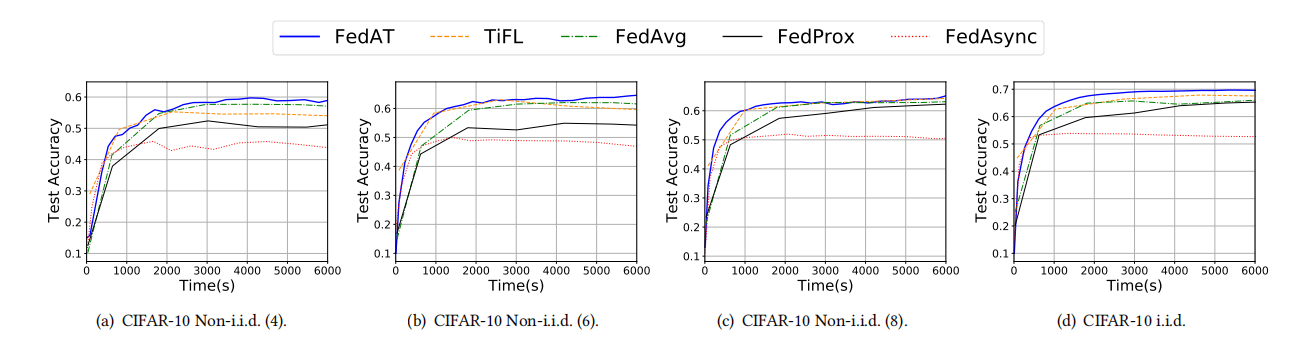 FedAT TiFL FedAvg FedProx FedAsync
Test Accuracy
0.6
0.5
0.4
0.3
0.2
0.1
0 1000 2000 3000 4000 5000 6000
Time(s)
(a) CIFAR-10 Non-i.i.d. (4).
Test Accuracy
0.6
0.5
0.4
0.3
0.2
0.1
0 1000 2000 3000 4000 5000 6000
Time(s)
(b) CIFAR-10 Non-i.i.d. (6).
Test Accuracy
0.6
0.5
0.4
0.3
0.2
0.1
0 1000 2000 3000 4000 5000 6000
Time(s)
(c) CIFAR-10 Non-i.i.d. (8).
Test Accuracy
0.7
0.6
0.5
0.4
0.3
0.2
0.1
0 1000 2000 3000 4000 5000 6000
Time(s)
(d) CIFAR-10 i.i.d.